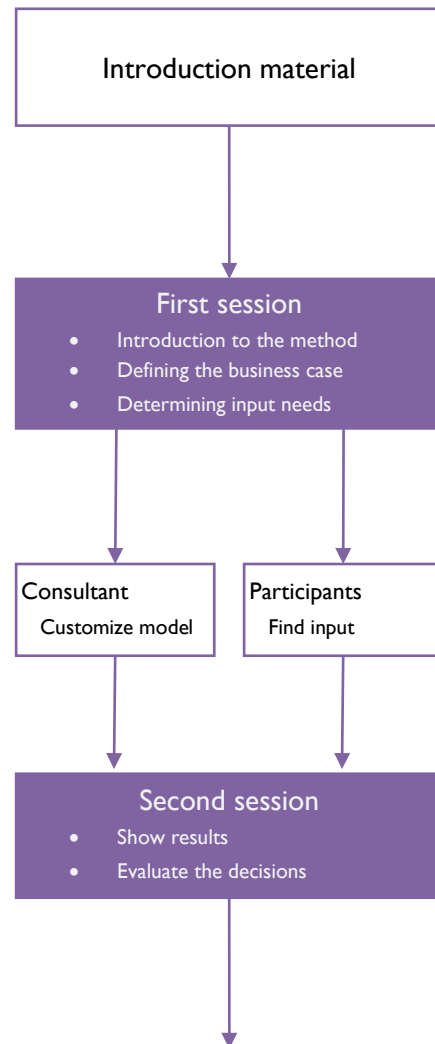 Introduction material
First session
• Introduction to the method
• Defining the business case
• Determining input needs
Consultant
Customize model
Participants
Find input
Second session
• Show results
• Evaluate the decisions